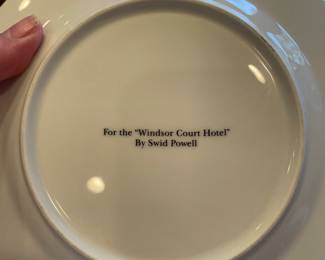 For the "Windsor Court Hotel"
By Swid Powell